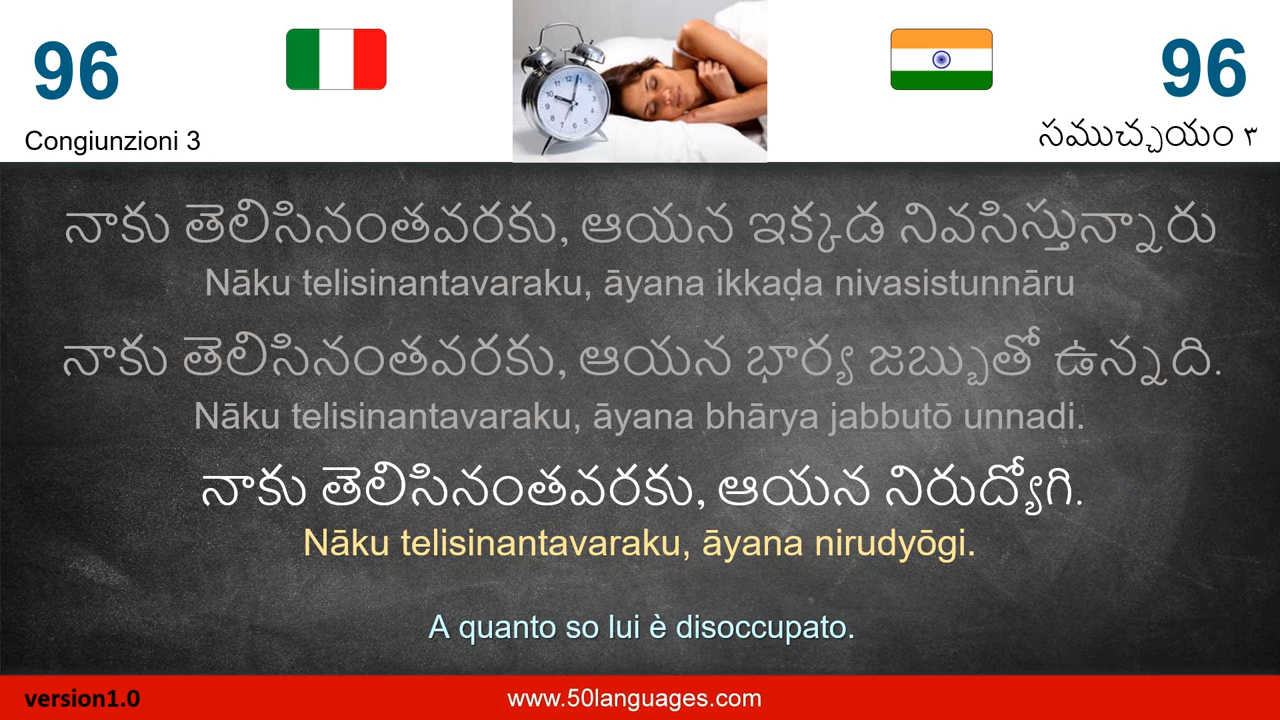 96
96
Congiunzioni 3
సముచ్చయం ౩
నాకు తెలిసినంతవరకు, ఆయన ఇక్కడ నివసిస్తున్నారు
Nāku telisinantavaraku, āyana ikkaḍa nivasistunnāru
నాకు తెలిసినంతవరకు, ఆయన భార్య జబ్బుతో ఉన్నది.
Nāku telisinantavaraku, āyana bhārya jabbutō unnadi.
నాకు తెలిసినంతవరకు, ఆయన నిరుద్యోగి.
Nāku telisinantavaraku, āyana nirudyōgi.
A quanto so lui è disoccupato.
version1.0
www.50languages.com